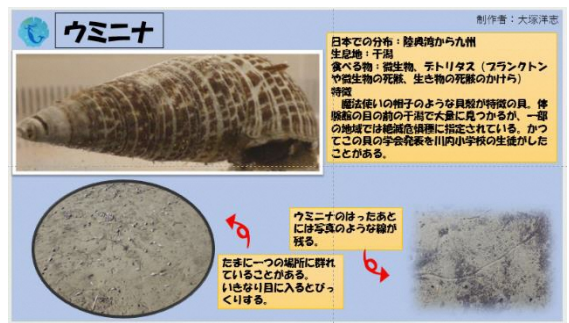 制作者：大塚洋志
ウミニナ
日本での分布：陸奥湾から九州
生息地：干潟
食べる物：微生物、デトリタス（プランクトン
や微生物の死骸、生き物の死骸のかけら）
特徴
魔法使いの帽子のような貝殻が特徴の貝。体
験館の目の前の干潟で大量に見つかるが、一部
の地域では絶滅危惧種に指定されている。かつ
てこの貝の学会発表を川内小学校の生徒がした
ことがある。
ウミニナのはったあと
には写真のような線が
残る。
たまに一つの場所に群れ
ていることがある。
いきなり目に入るとびっ
くりする。